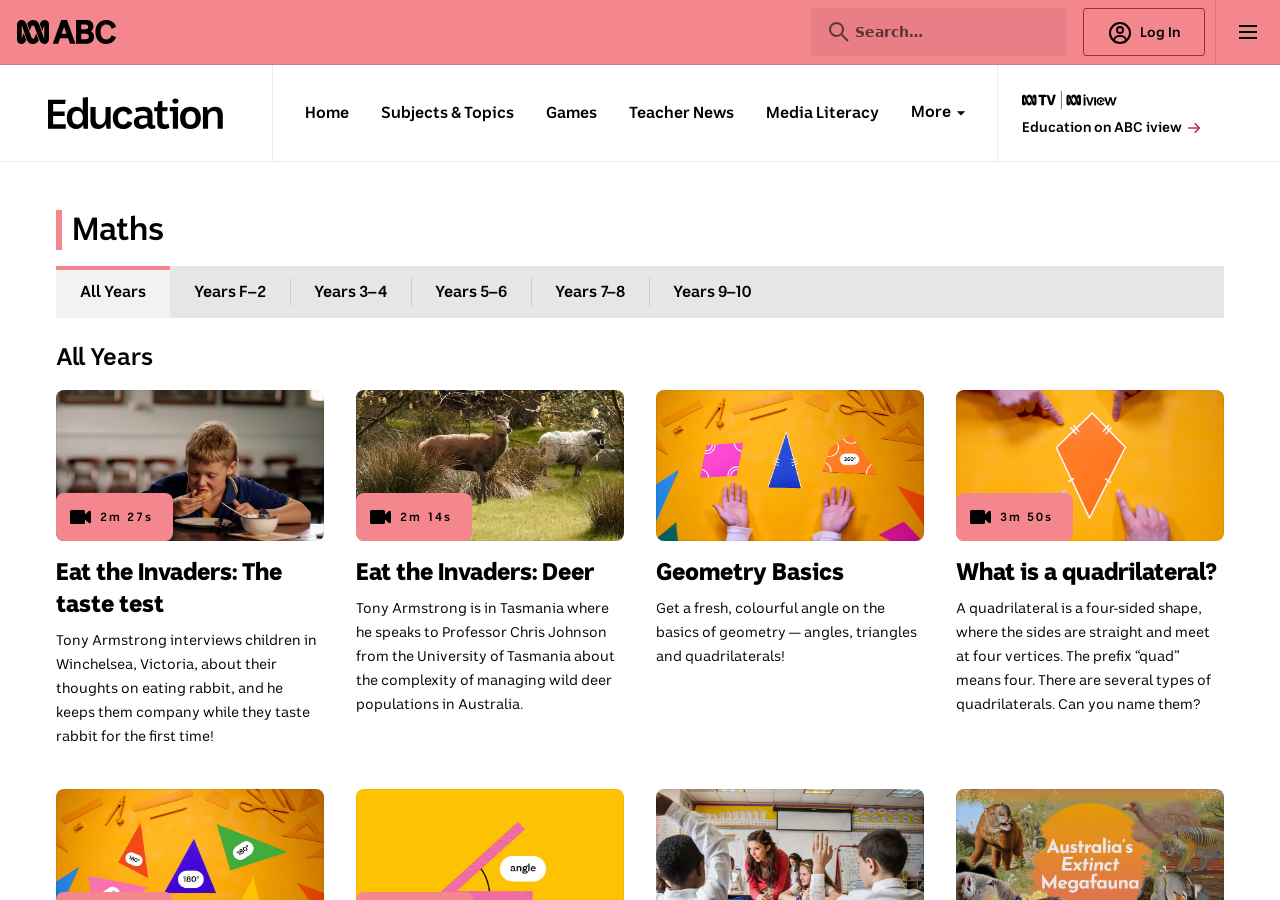 ABC
Search...
Log In
Education
Home
Subjects & Topics
Games
Teacher News
Media Literacy
More
TV
iview
Education on ABC iview
Maths
All Years
Years F–2
Years 3–4
Years 5–6
Years 7–8
Years 9–10
All Years
2m 27s
2m 14s
360°
3m 50s
Eat the Invaders: The
taste test
Tony Armstrong interviews children in
Winchelsea, Victoria, about their
thoughts on eating rabbit, and he
keeps them company while they taste
rabbit for the first time!
Eat the Invaders: Deer
Tony Armstrong is in Tasmania where
he speaks to Professor Chris Johnson
from the University of Tasmania about
the complexity of managing wild deer
populations in Australia.
Geometry Basics
Get a fresh, colourful angle on the
basics of geometry — angles, triangles
and quadrilaterals!
What is a quadrilateral?
A quadrilateral is a four-sided shape,
where the sides are straight and meet
at four vertices. The prefix “quad”
means four. There are several types of
quadrilaterals. Can you name them?
180°
180°
180°
angle
Australia's
Extinct
Megafauna